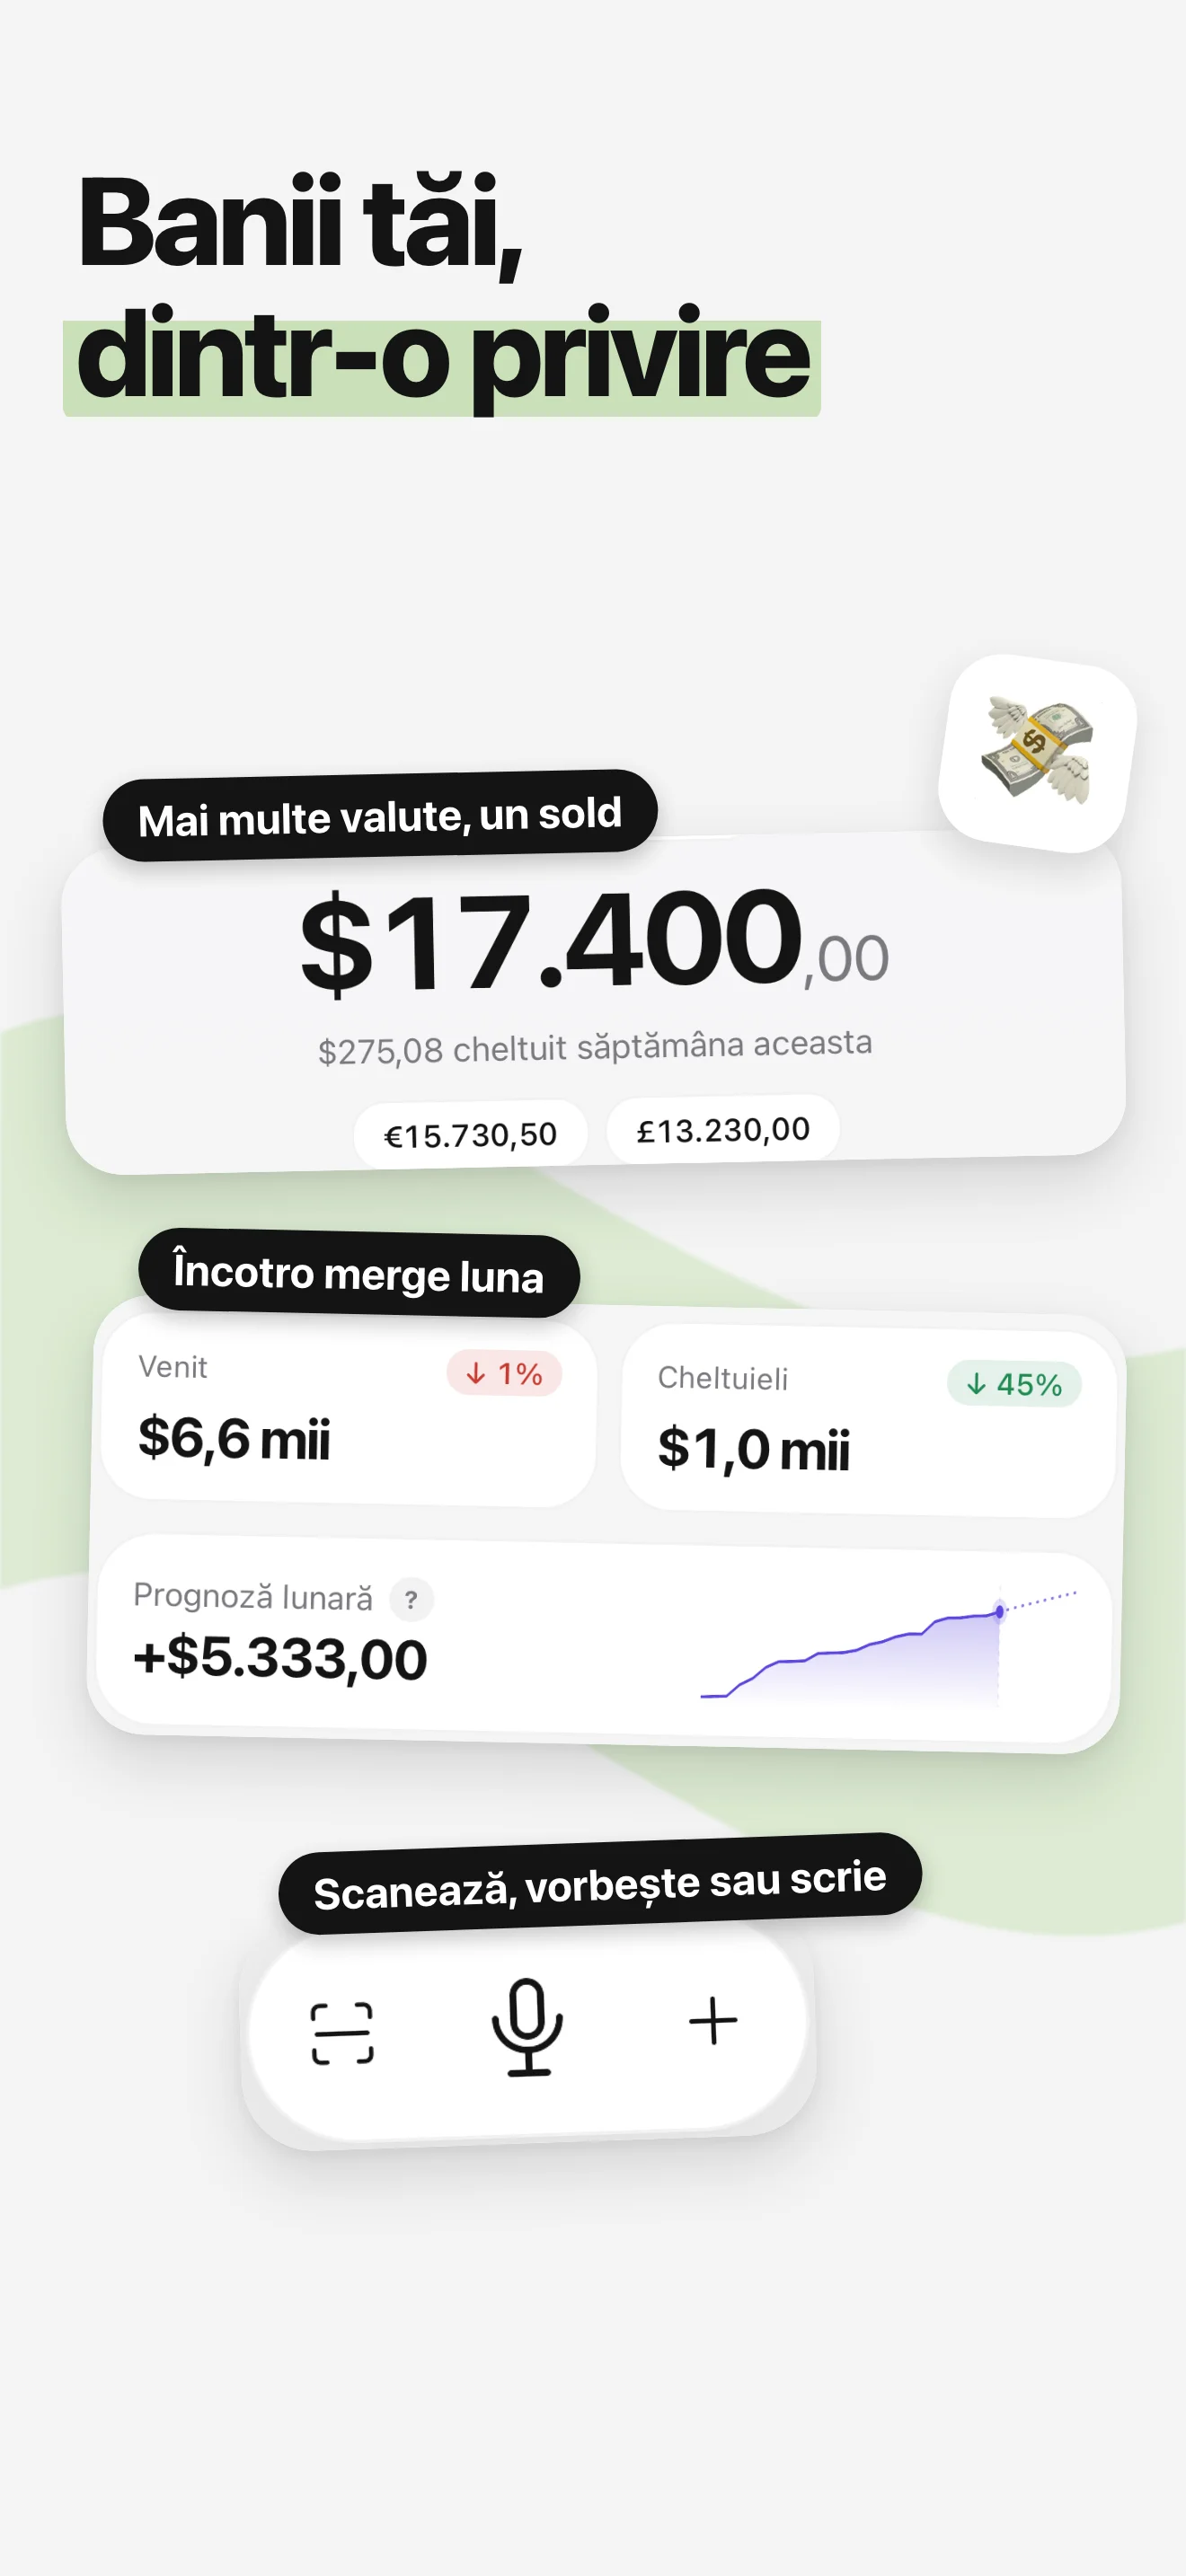 Banii tăi,
dintr-o privire
Mai multe valute, un sold
$17.400,00
$275,08 cheltuit săptămâna aceasta
€15.730,50 £13.230,00
Încotro merge luna
Venit ↓ 1% Cheltuieli ↓ 45%
$6,6 mii $1,0 mii
Prognoză lunară ?
+$5.333,00
Scanează, vorbește sau scrie